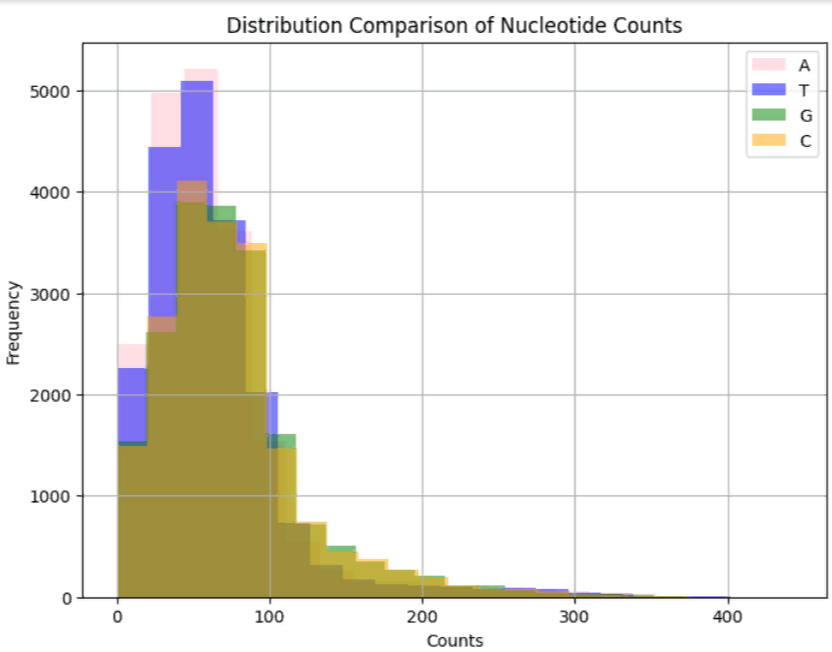 Distribution Comparison of Nucleotide Counts
A
T
G
C
5000
4000
3000
2000
1000
0
Frequency
0 100 200 300 400
Counts